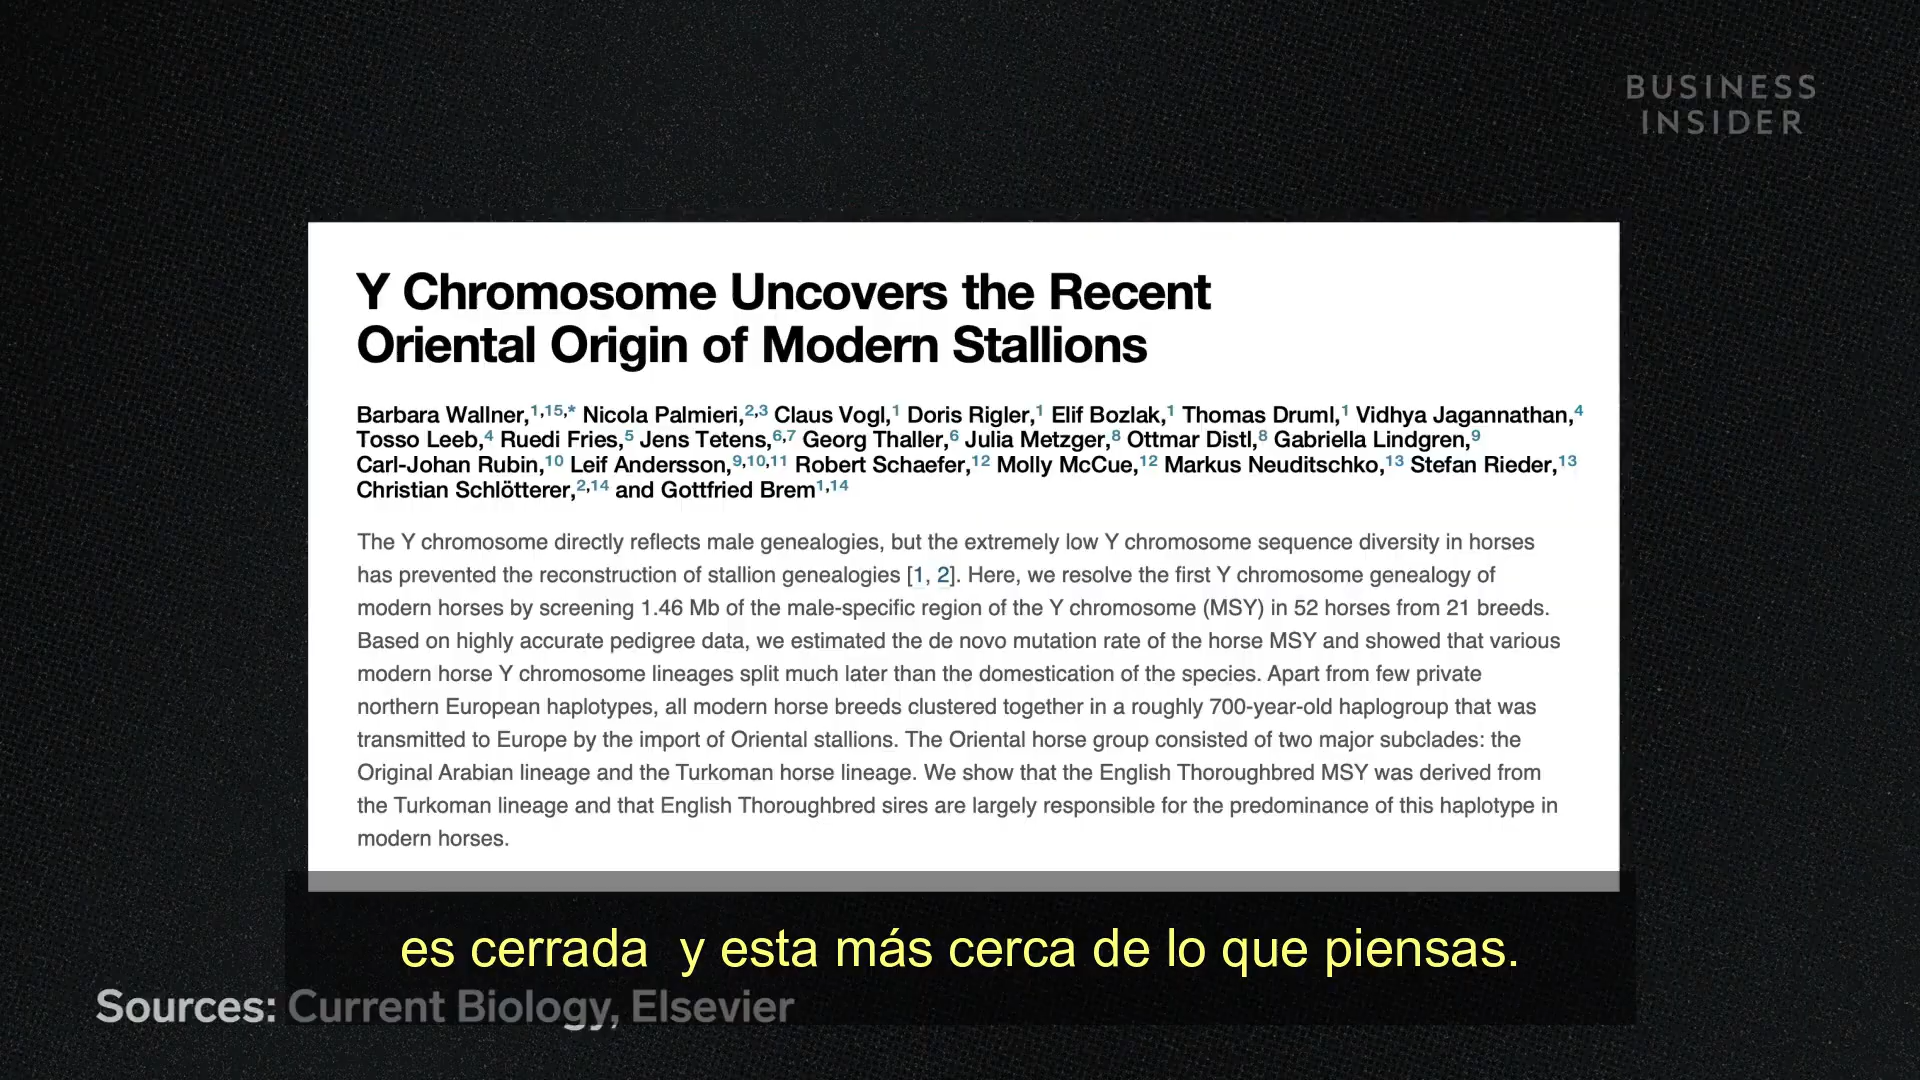 BUSINESS
INSIDER
Y Chromosome Uncovers the Recent
Oriental Origin of Modern Stallions
Barbara Wallner,1,15,* Nicola Palmieri,2,3 Claus Vogl,1 Doris Rigler,1 Elif Bozlak,1 Thomas Druml,1 Vidhya Jagannathan,4
Tosso Leeb,4 Ruedi Fries,5 Jens Tetens,6,7 Georg Thaller,6 Julia Metzger,8 Ottmar Distl,8 Gabriella Lindgren,9
Carl-Johan Rubin,10 Leif Andersson,9,10,11 Robert Schaefer,12 Molly McCue,12 Markus Neuditschko,13 Stefan Rieder,13
Christian Schlötterer,2,14 and Gottfried Brem1,14
The Y chromosome directly reflects male genealogies, but the extremely low Y chromosome sequence diversity in horses
has prevented the reconstruction of stallion genealogies [1, 2]. Here, we resolve the first Y chromosome genealogy of
modern horses by screening 1.46 Mb of the male-specific region of the Y chromosome (MSY) in 52 horses from 21 breeds.
Based on highly accurate pedigree data, we estimated the de novo mutation rate of the horse MSY and showed that various
modern horse Y chromosome lineages split much later than the domestication of the species. Apart from few private
northern European haplotypes, all modern horse breeds clustered together in a roughly 700-year-old haplogroup that was
transmitted to Europe by the import of Oriental stallions. The Oriental horse group consisted of two major subclades: the
Original Arabian lineage and the Turkoman horse lineage. We show that the English Thoroughbred MSY was derived from
the Turkoman lineage and that English Thoroughbred sires are largely responsible for the predominance of this haplotype in
modern horses.
es cerrada  y esta más cerca de lo que piensas.
Sources: Current Biology, Elsevier